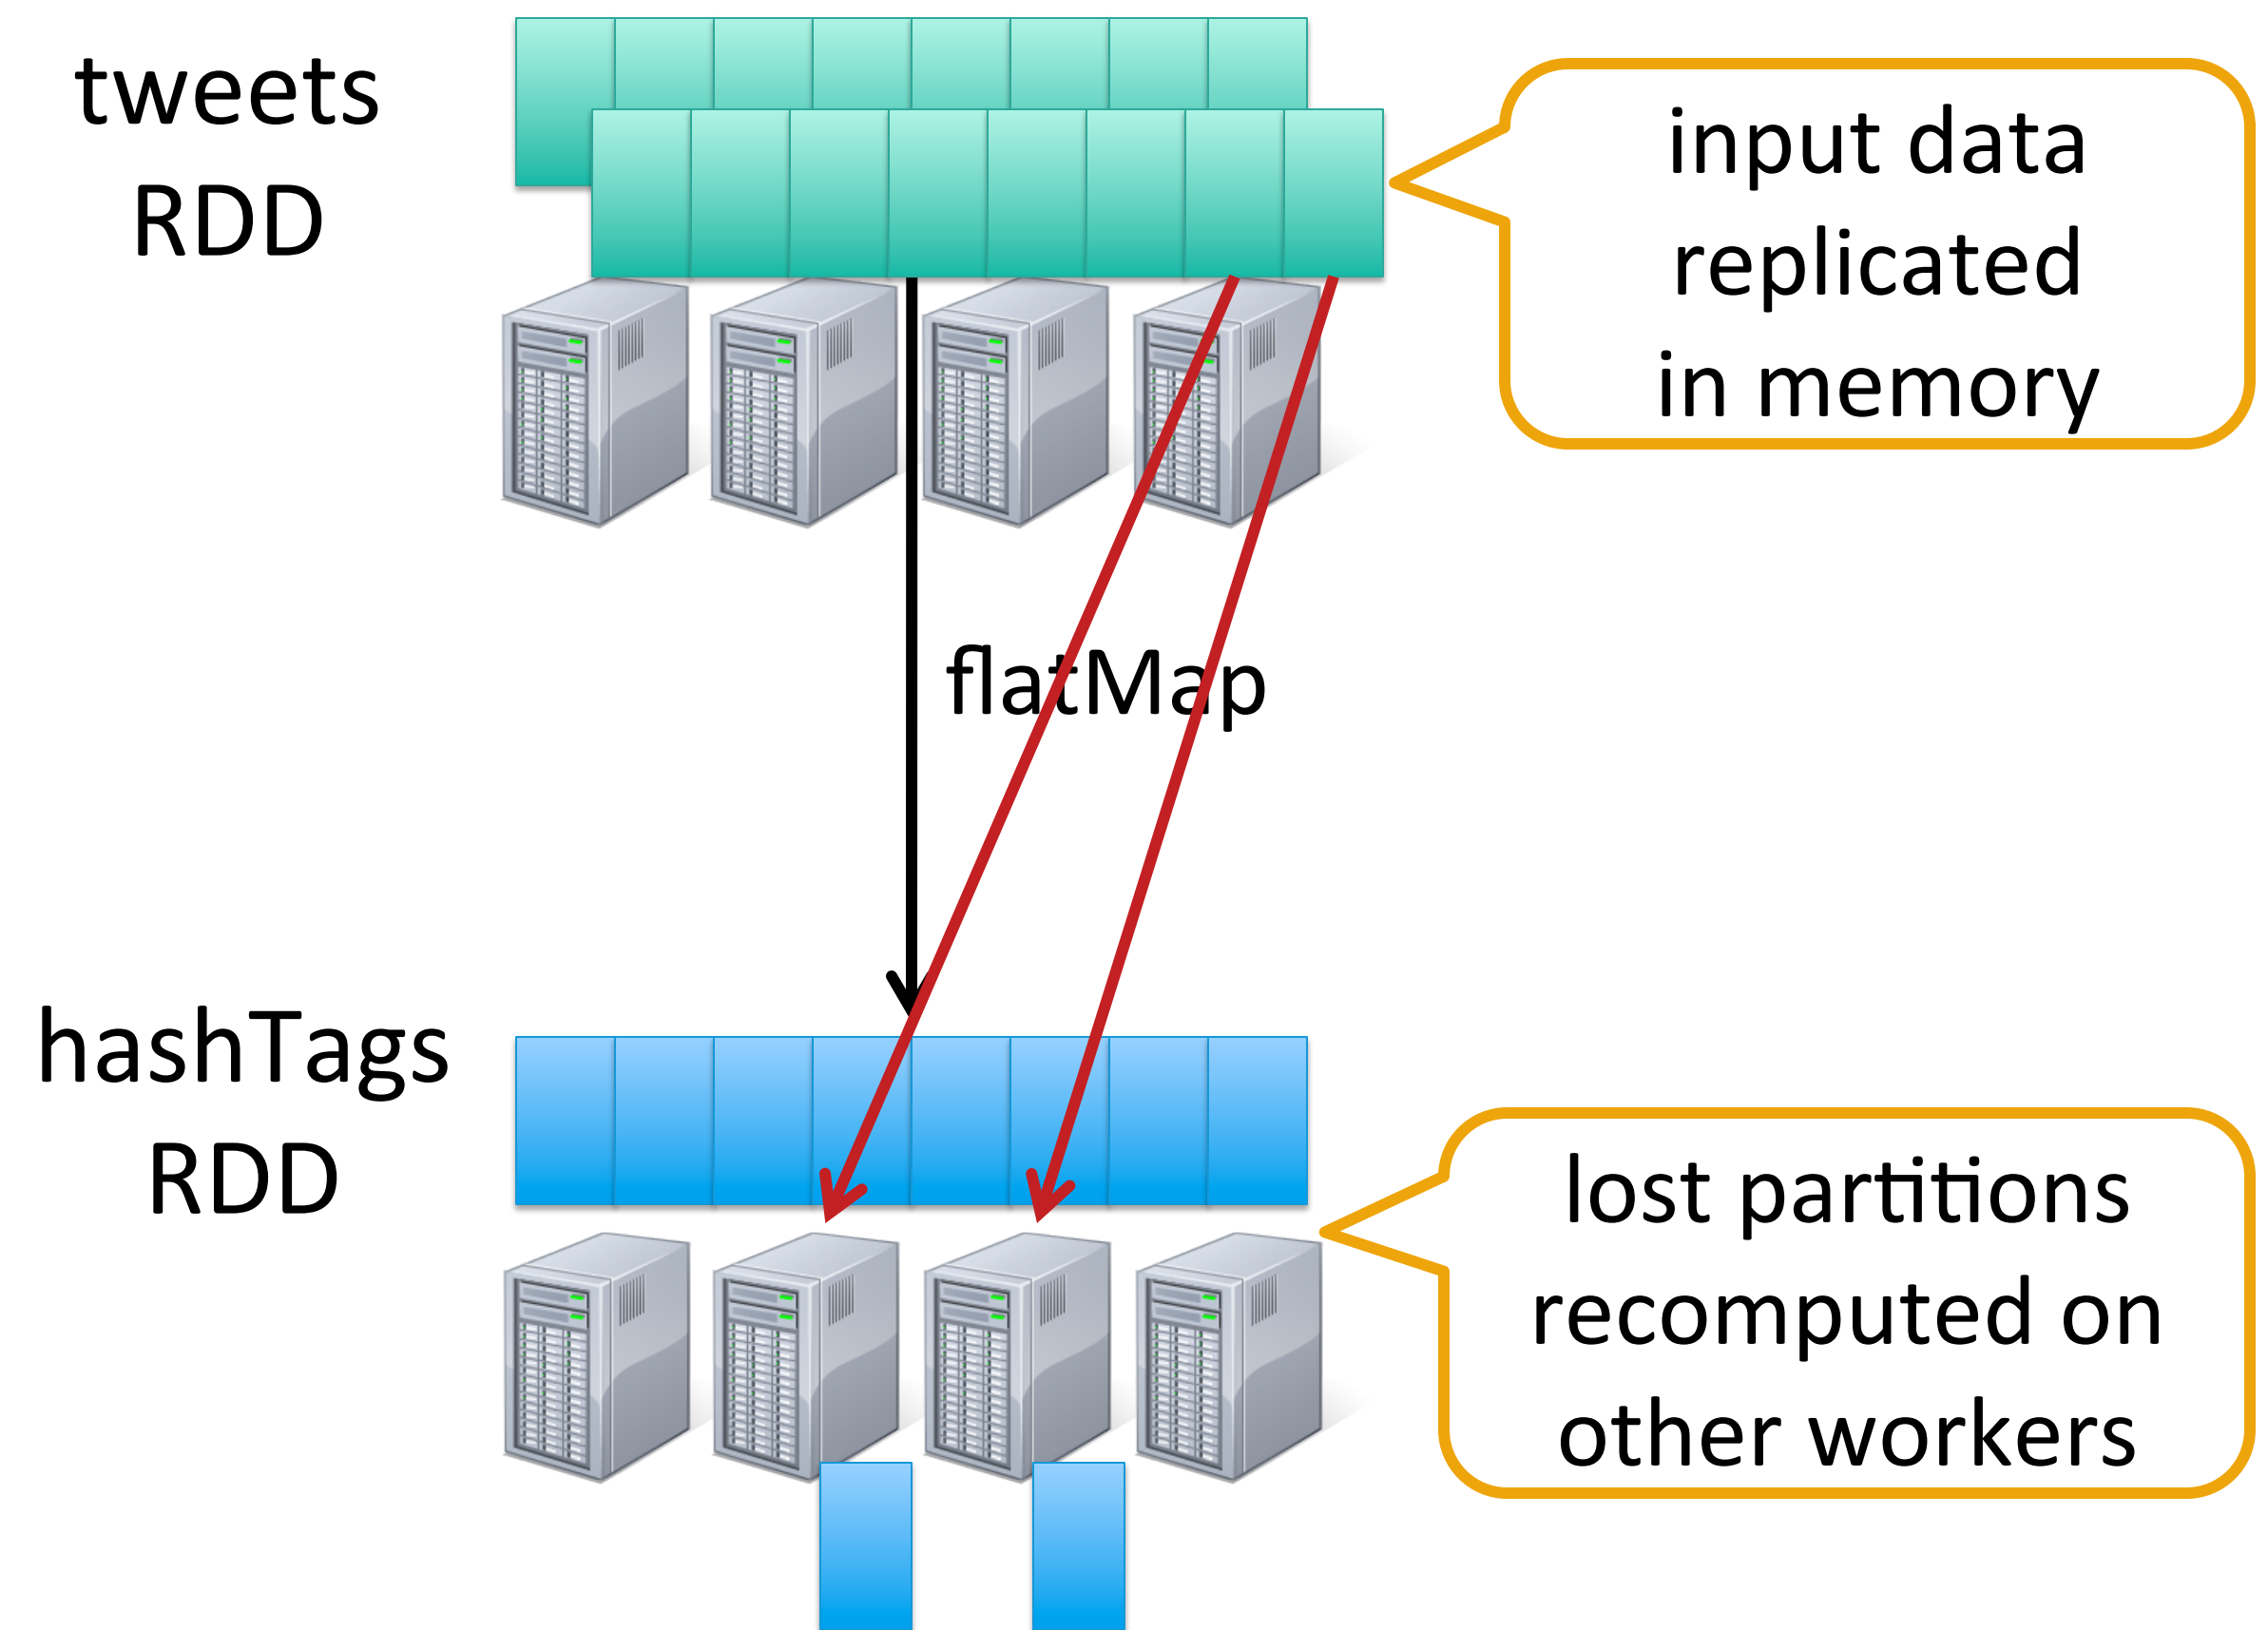 tweets
RDD
input data
replicated
in memory
flatMap
hashTags
RDD
lost partitions
recomputed on
other workers